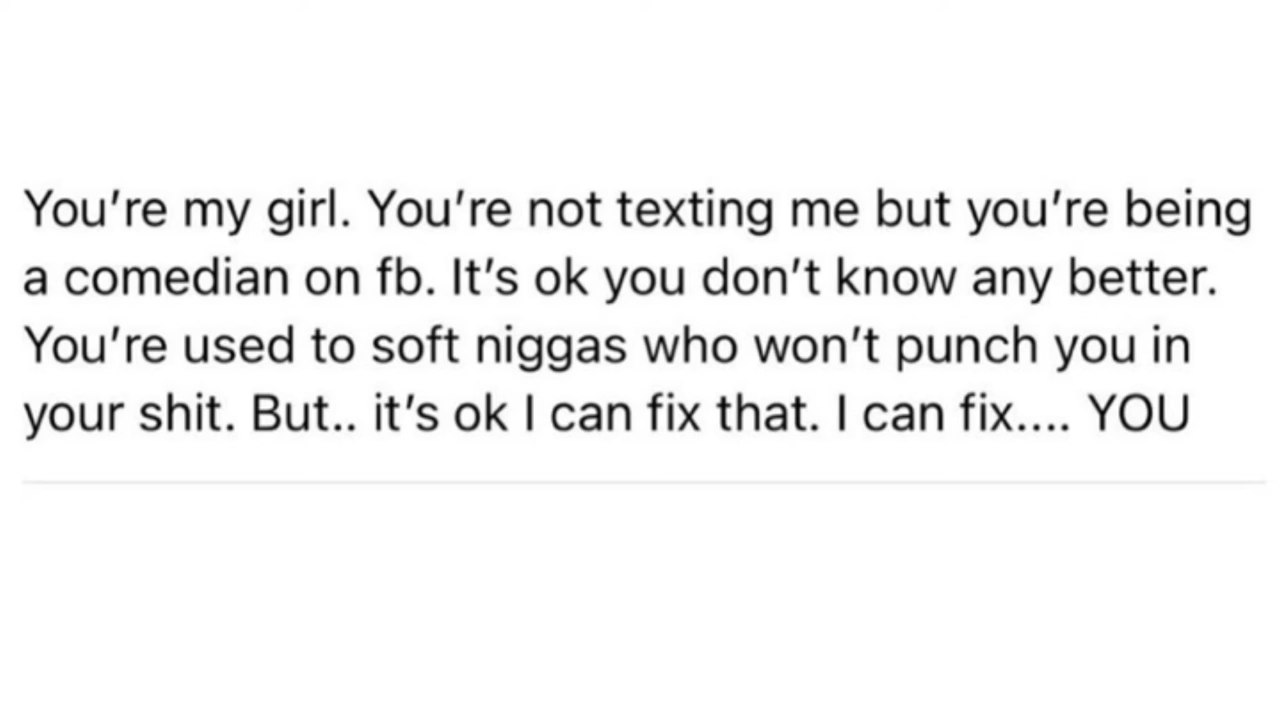 You're my girl. You're not texting me but you're being
a comedian on fb. It's ok you don't know any better.
You're used to soft niggas who won't punch you in
your shit. But.. it's ok I can fix that. I can fix.... YOU